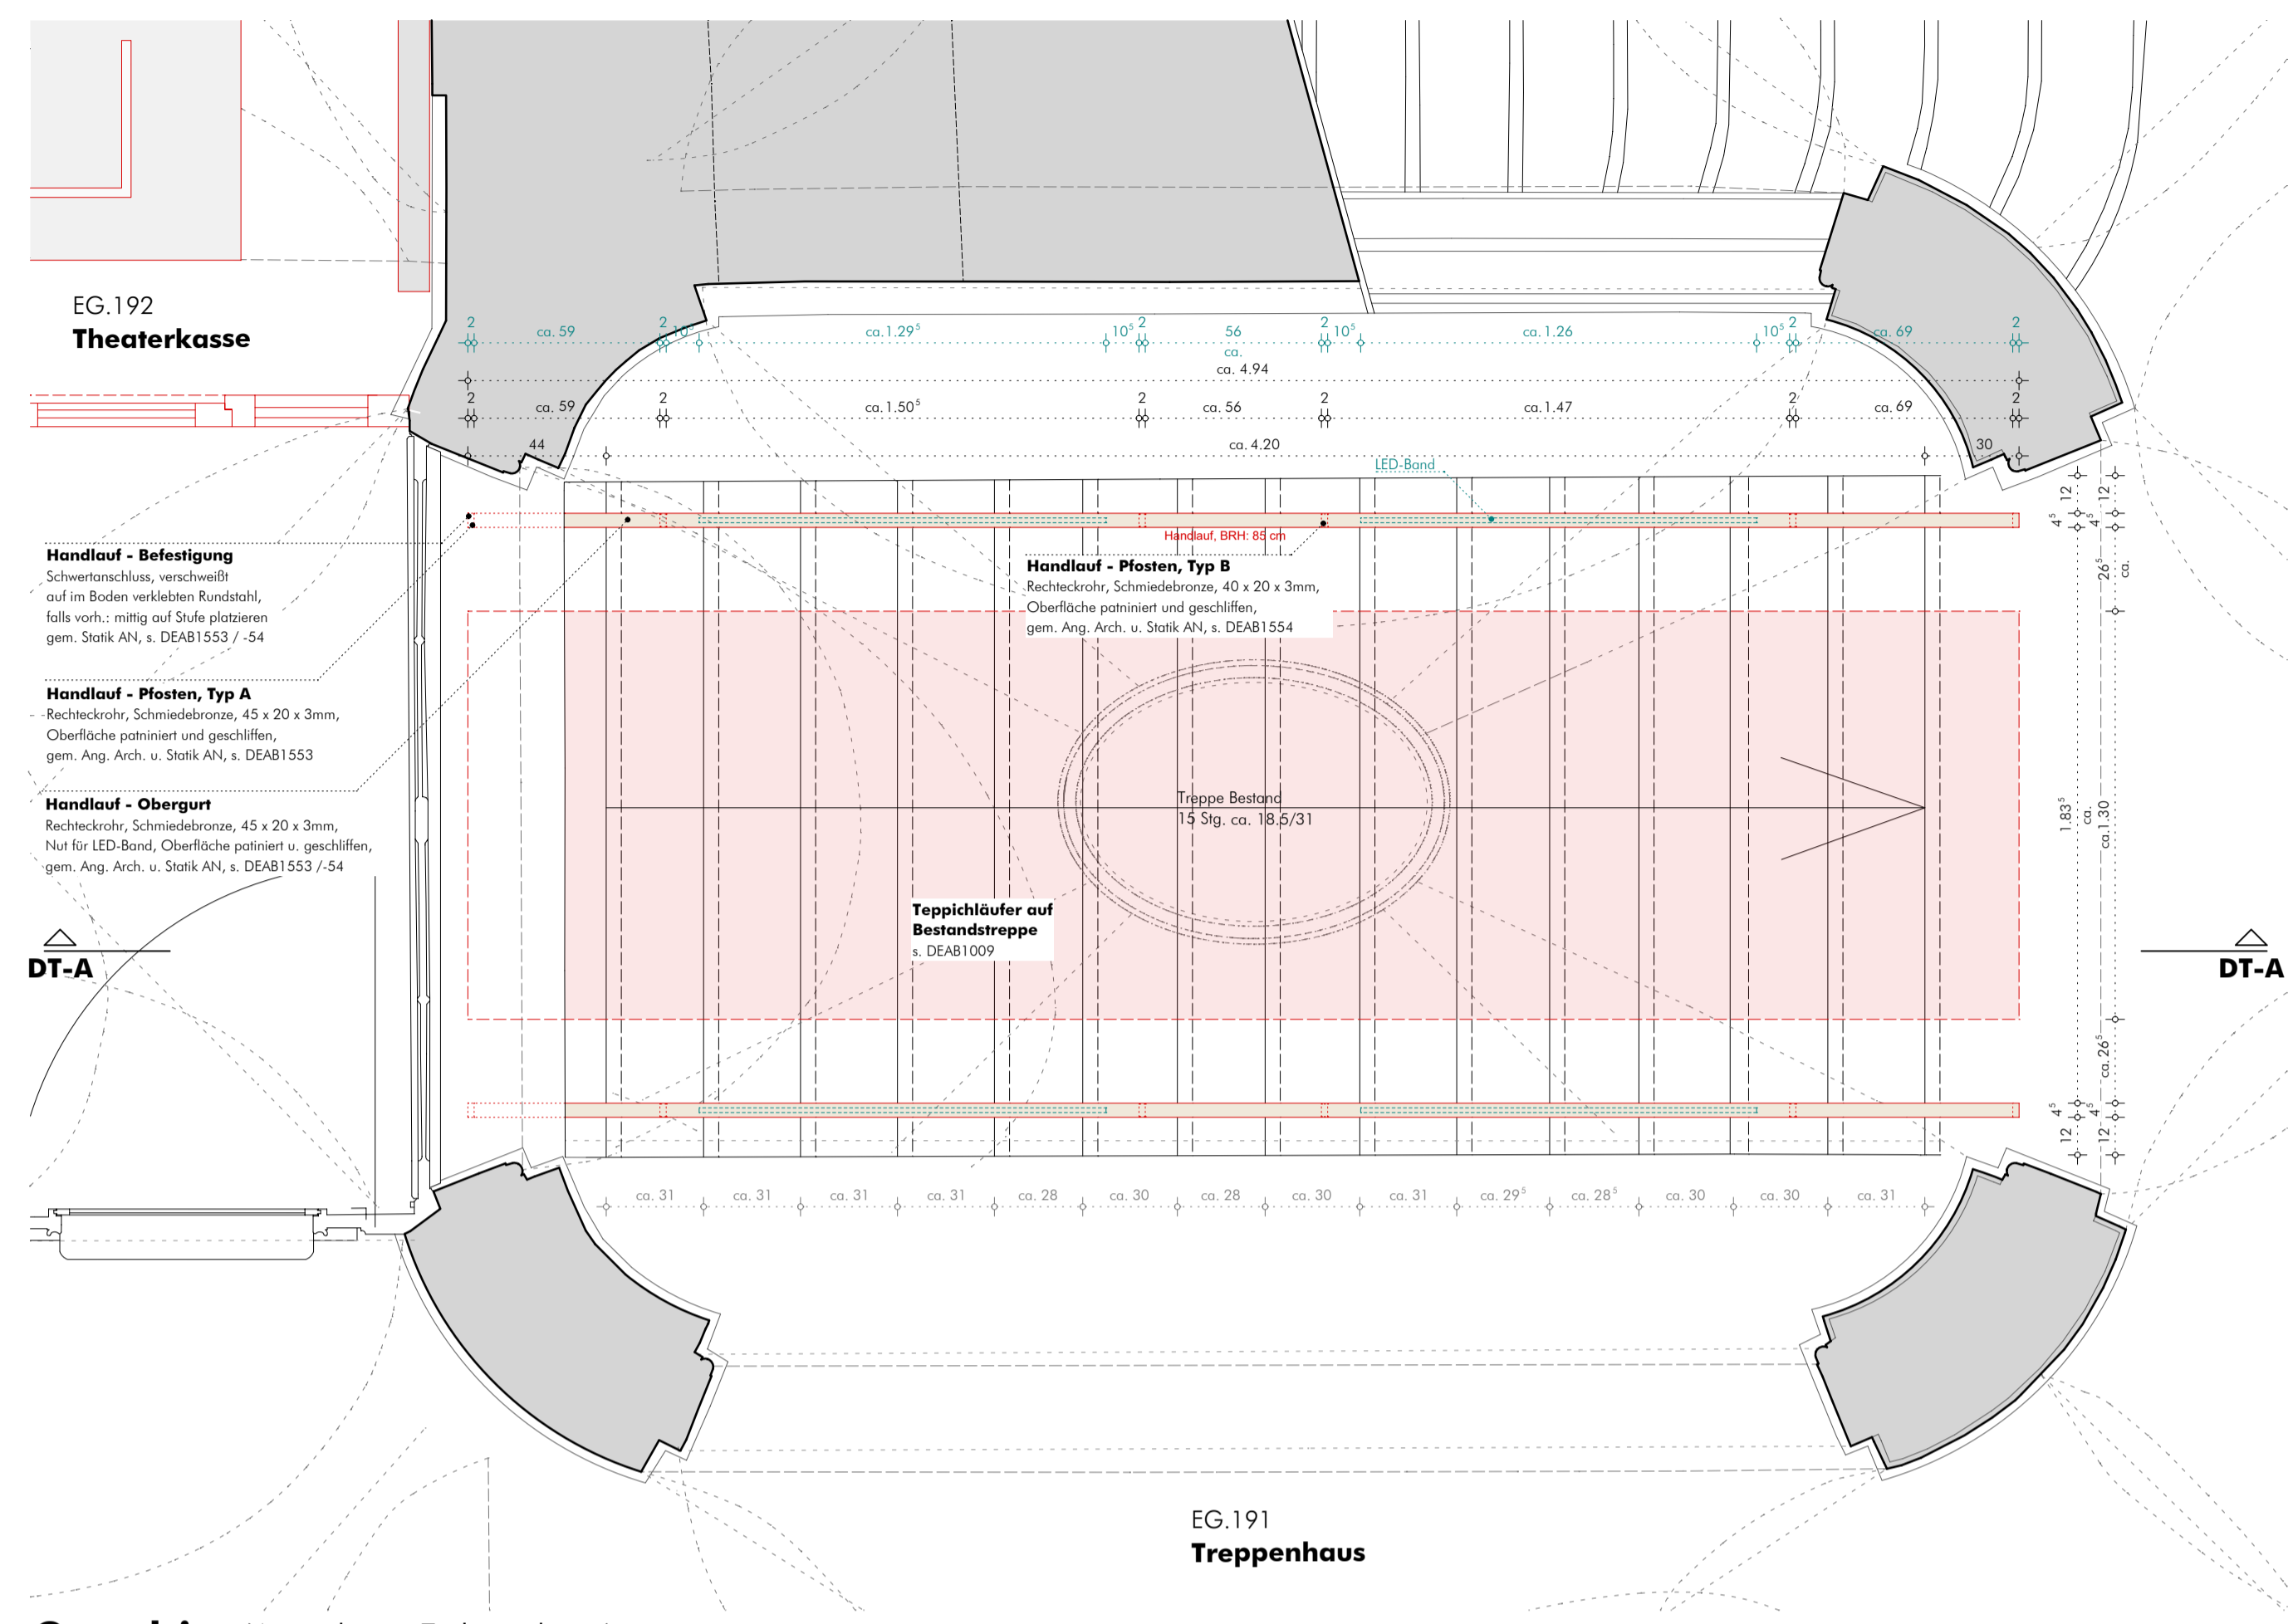 EG.192
Theaterkasse
2 ca. 59 2 10⁵ ca.1.29⁵ 10⁵ 2 56 ca. 2 10⁵ ca.1.26 10⁵ 2 ca. 69 2
ca. 4.94
2 ca. 59 2 ca.1.50⁵ 2 ca. 56 2 ca.1.47 2 ca. 69 2
44 ca. 4.20 30
LED-Band
Handlauf, BRH: 85 cm
Handlauf - Befestigung
Schwertanschluss, verschweißt
auf im Boden verklebten Rundstahl,
falls vorh.: mittig auf Stufe platzieren
gem. Statik AN, s. DEAB1553 / -54
Handlauf - Pfosten, Typ B
Rechteckrohr, Schmiedebronze, 40 x 20 x 3mm,
Oberfläche patniniert und geschliffen,
gem. Ang. Arch. u. Statik AN, s. DEAB1554
Handlauf - Pfosten, Typ A
Rechteckrohr, Schmiedebronze, 45 x 20 x 3mm,
Oberfläche patniniert und geschliffen,
gem. Ang. Arch. u. Statik AN, s. DEAB1553
Handlauf - Obergurt
Rechteckrohr, Schmiedebronze, 45 x 20 x 3mm,
Nut für LED-Band, Oberfläche patiniert u. geschliffen,
gem. Ang. Arch. u. Statik AN, s. DEAB1553 /-54
Treppe Bestand
15 Stg. ca. 18.5/31
Teppichläufer auf
Bestandstreppe
s. DEAB1009
DT-A
DT-A
12 12
4⁵ 4⁵
26⁵ ca.
1.83⁵ ca.
ca.1.30
ca. 26⁵
4⁵ 4⁵
12 12
ca. 31 ca. 31 ca. 31 ca. 31 ca. 28 ca. 30 ca. 28 ca. 30 ca. 31 ca. 29⁵ ca. 28⁵ ca. 30 ca. 30 ca. 31
EG.191
Treppenhaus